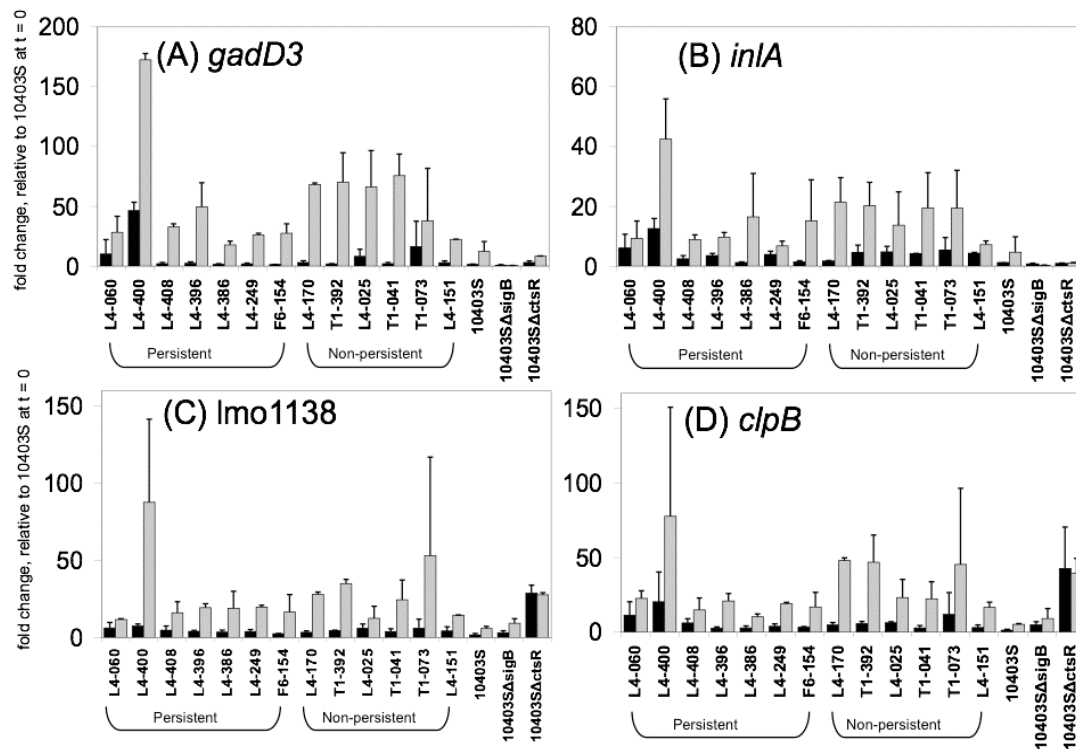 (A) gadD3
fold change, relative to 10403S at t = 0
200
150
100
50
0
L4-060
L4-400
L4-408
L4-396
L4-386
L4-249
F6-154
L4-170
T1-392
L4-025
T1-041
T1-073
L4-151
10403S
10403SΔsigB
10403SΔctsR
Persistent
Non-persistent
(B) inlA
80
60
40
20
0
L4-060
L4-400
L4-408
L4-396
L4-386
L4-249
F6-154
L4-170
T1-392
L4-025
T1-041
T1-073
L4-151
10403S
10403SΔsigB
10403SΔctsR
Persistent
Non-persistent
(C) lmo1138
fold change, relative to 10403S at t = 0
150
100
50
0
L4-060
L4-400
L4-408
L4-396
L4-386
L4-249
F6-154
L4-170
T1-392
L4-025
T1-041
T1-073
L4-151
10403S
10403SΔsigB
10403SΔctsR
Persistent
Non-persistent
(D) clpB
150
100
50
0
L4-060
L4-400
L4-408
L4-396
L4-386
L4-249
F6-154
L4-170
T1-392
L4-025
T1-041
T1-073
L4-151
10403S
10403SΔsigB
10403SΔctsR
Persistent
Non-persistent